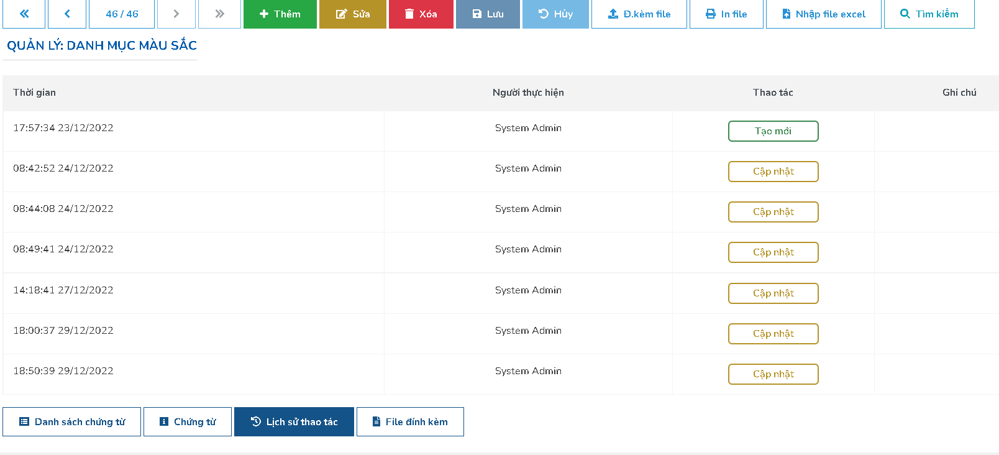 46 / 46 Thêm Sửa Xóa Lưu Hủy Đ.kèm file In file Nhập file excel Tìm kiếm
QUẢN LÝ: DANH MỤC MÀU SẮC
Thời gian Người thực hiện Thao tác Ghi chú
17:57:34 23/12/2022 System Admin Tạo mới
08:42:52 24/12/2022 System Admin Cập nhật
08:44:08 24/12/2022 System Admin Cập nhật
08:49:41 24/12/2022 System Admin Cập nhật
14:18:41 27/12/2022 System Admin Cập nhật
18:00:37 29/12/2022 System Admin Cập nhật
18:50:39 29/12/2022 System Admin Cập nhật
Danh sách chứng từ Chứng từ Lịch sử thao tác File đính kèm